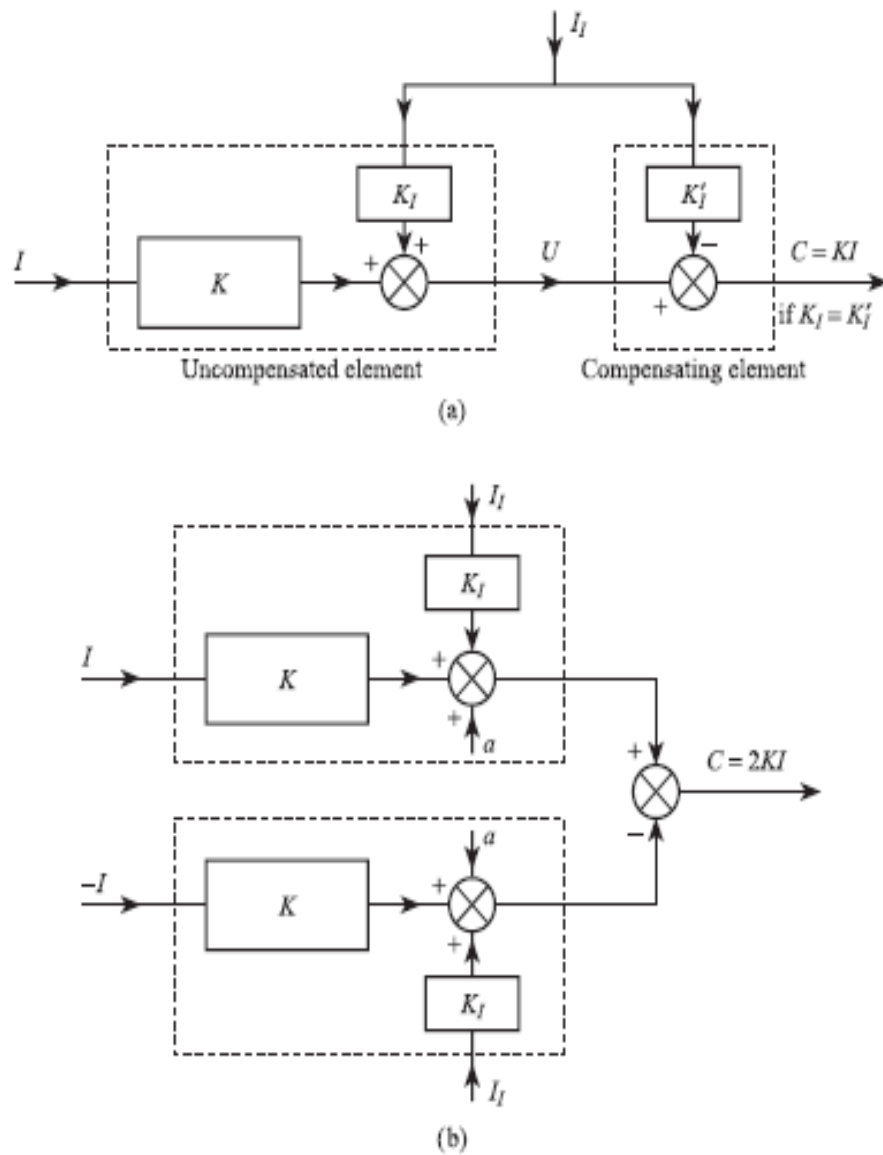 I_I
K_I
K'_I
+
−
I
K
+
U
+
C = KI
if K_I = K'_I
Uncompensated element
Compensating element
(a)
I_I
K_I
I
K
+
+
a
+
C = 2KI
−
a
−I
K
+
+
K_I
I_I
(b)